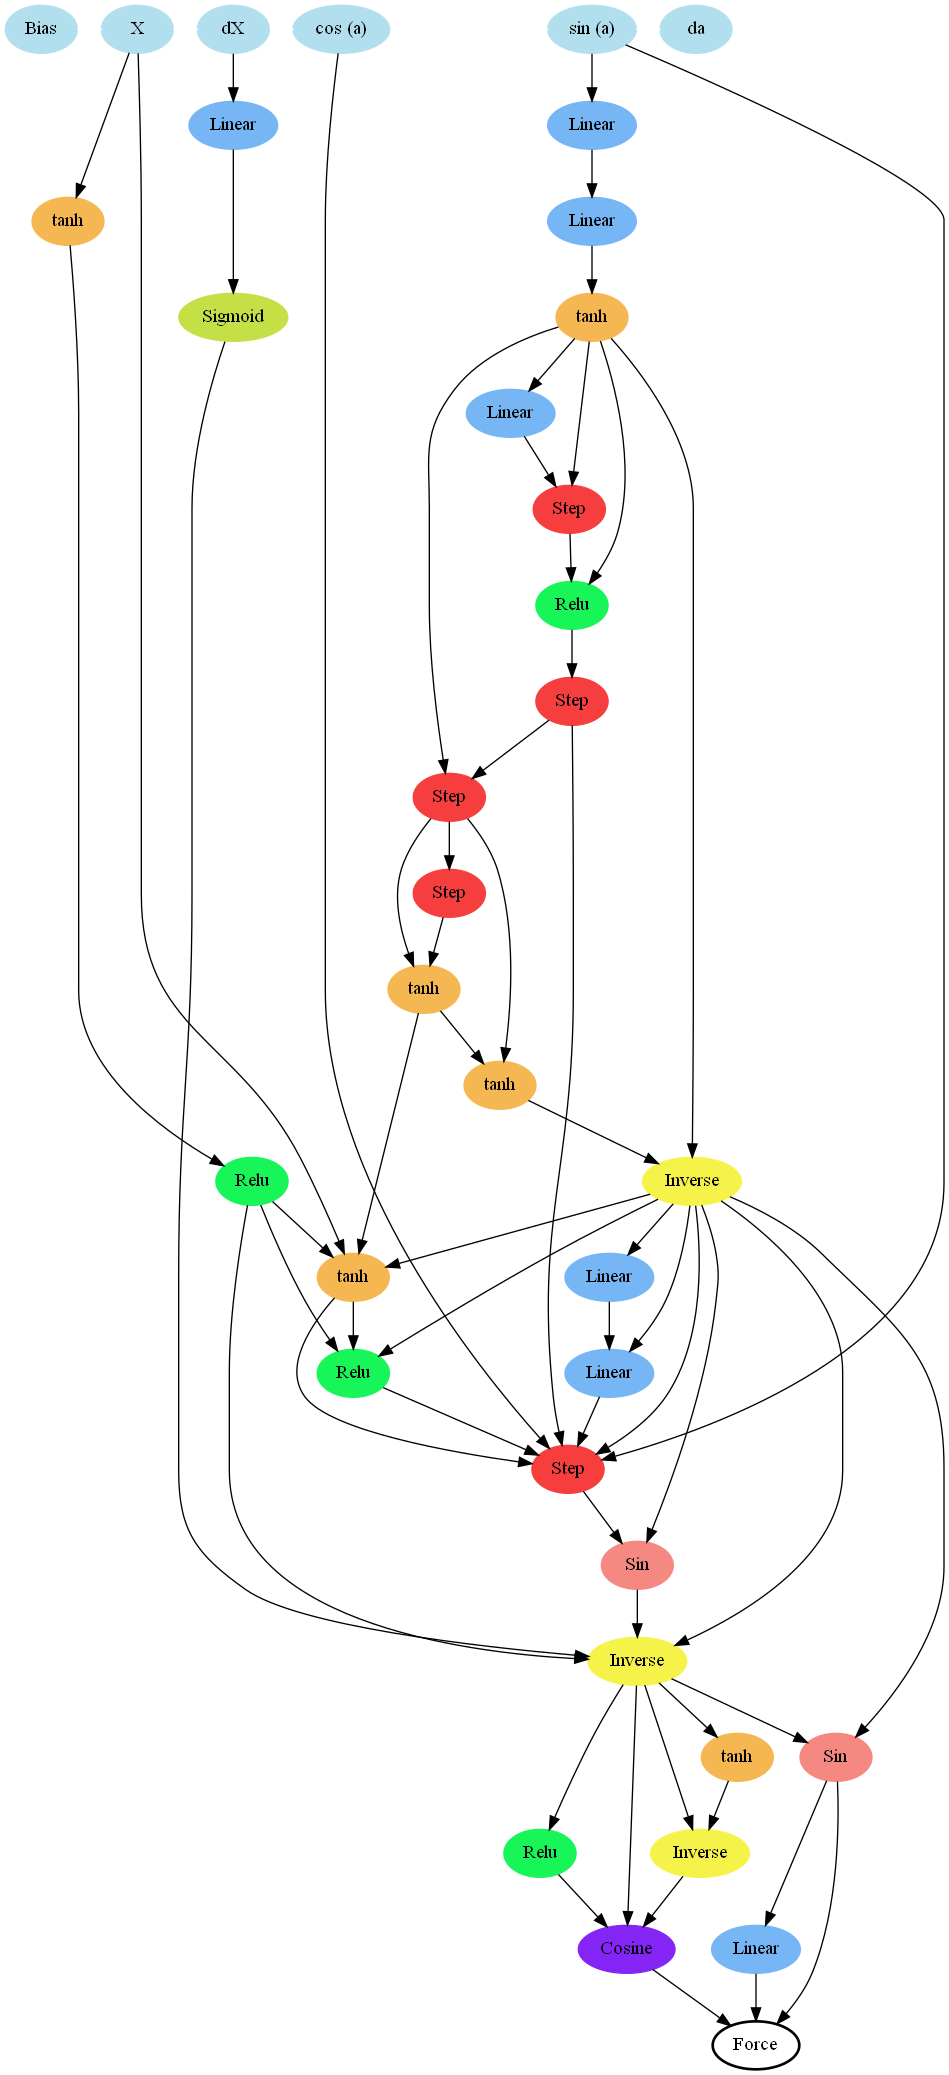 Bias
X
dX
cos (a)
sin (a)
da
Linear
Linear
tanh
Linear
Sigmoid
tanh
Linear
Step
Relu
Step
Step
Step
tanh
tanh
Relu
Inverse
tanh
Linear
Relu
Linear
Step
Sin
Inverse
tanh
Sin
Relu
Inverse
Cosine
Linear
Force